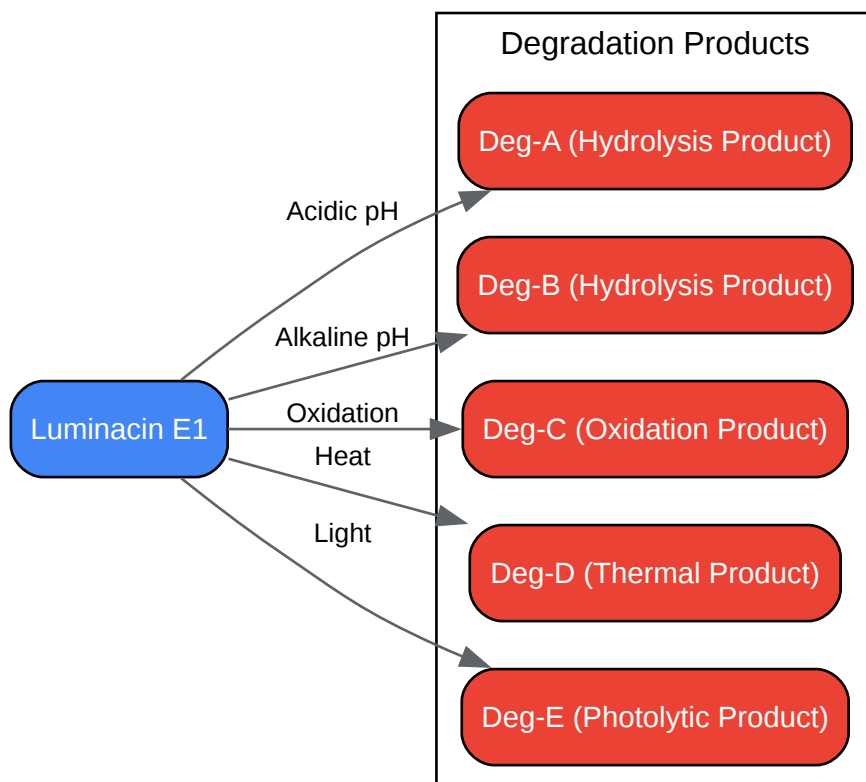 Degradation Products
Deg-A (Hydrolysis Product)
Acidic pH
Deg-B (Hydrolysis Product)
Alkaline pH
Luminacin E1
Oxidation
Deg-C (Oxidation Product)
Heat
Light
Deg-D (Thermal Product)
Deg-E (Photolytic Product)